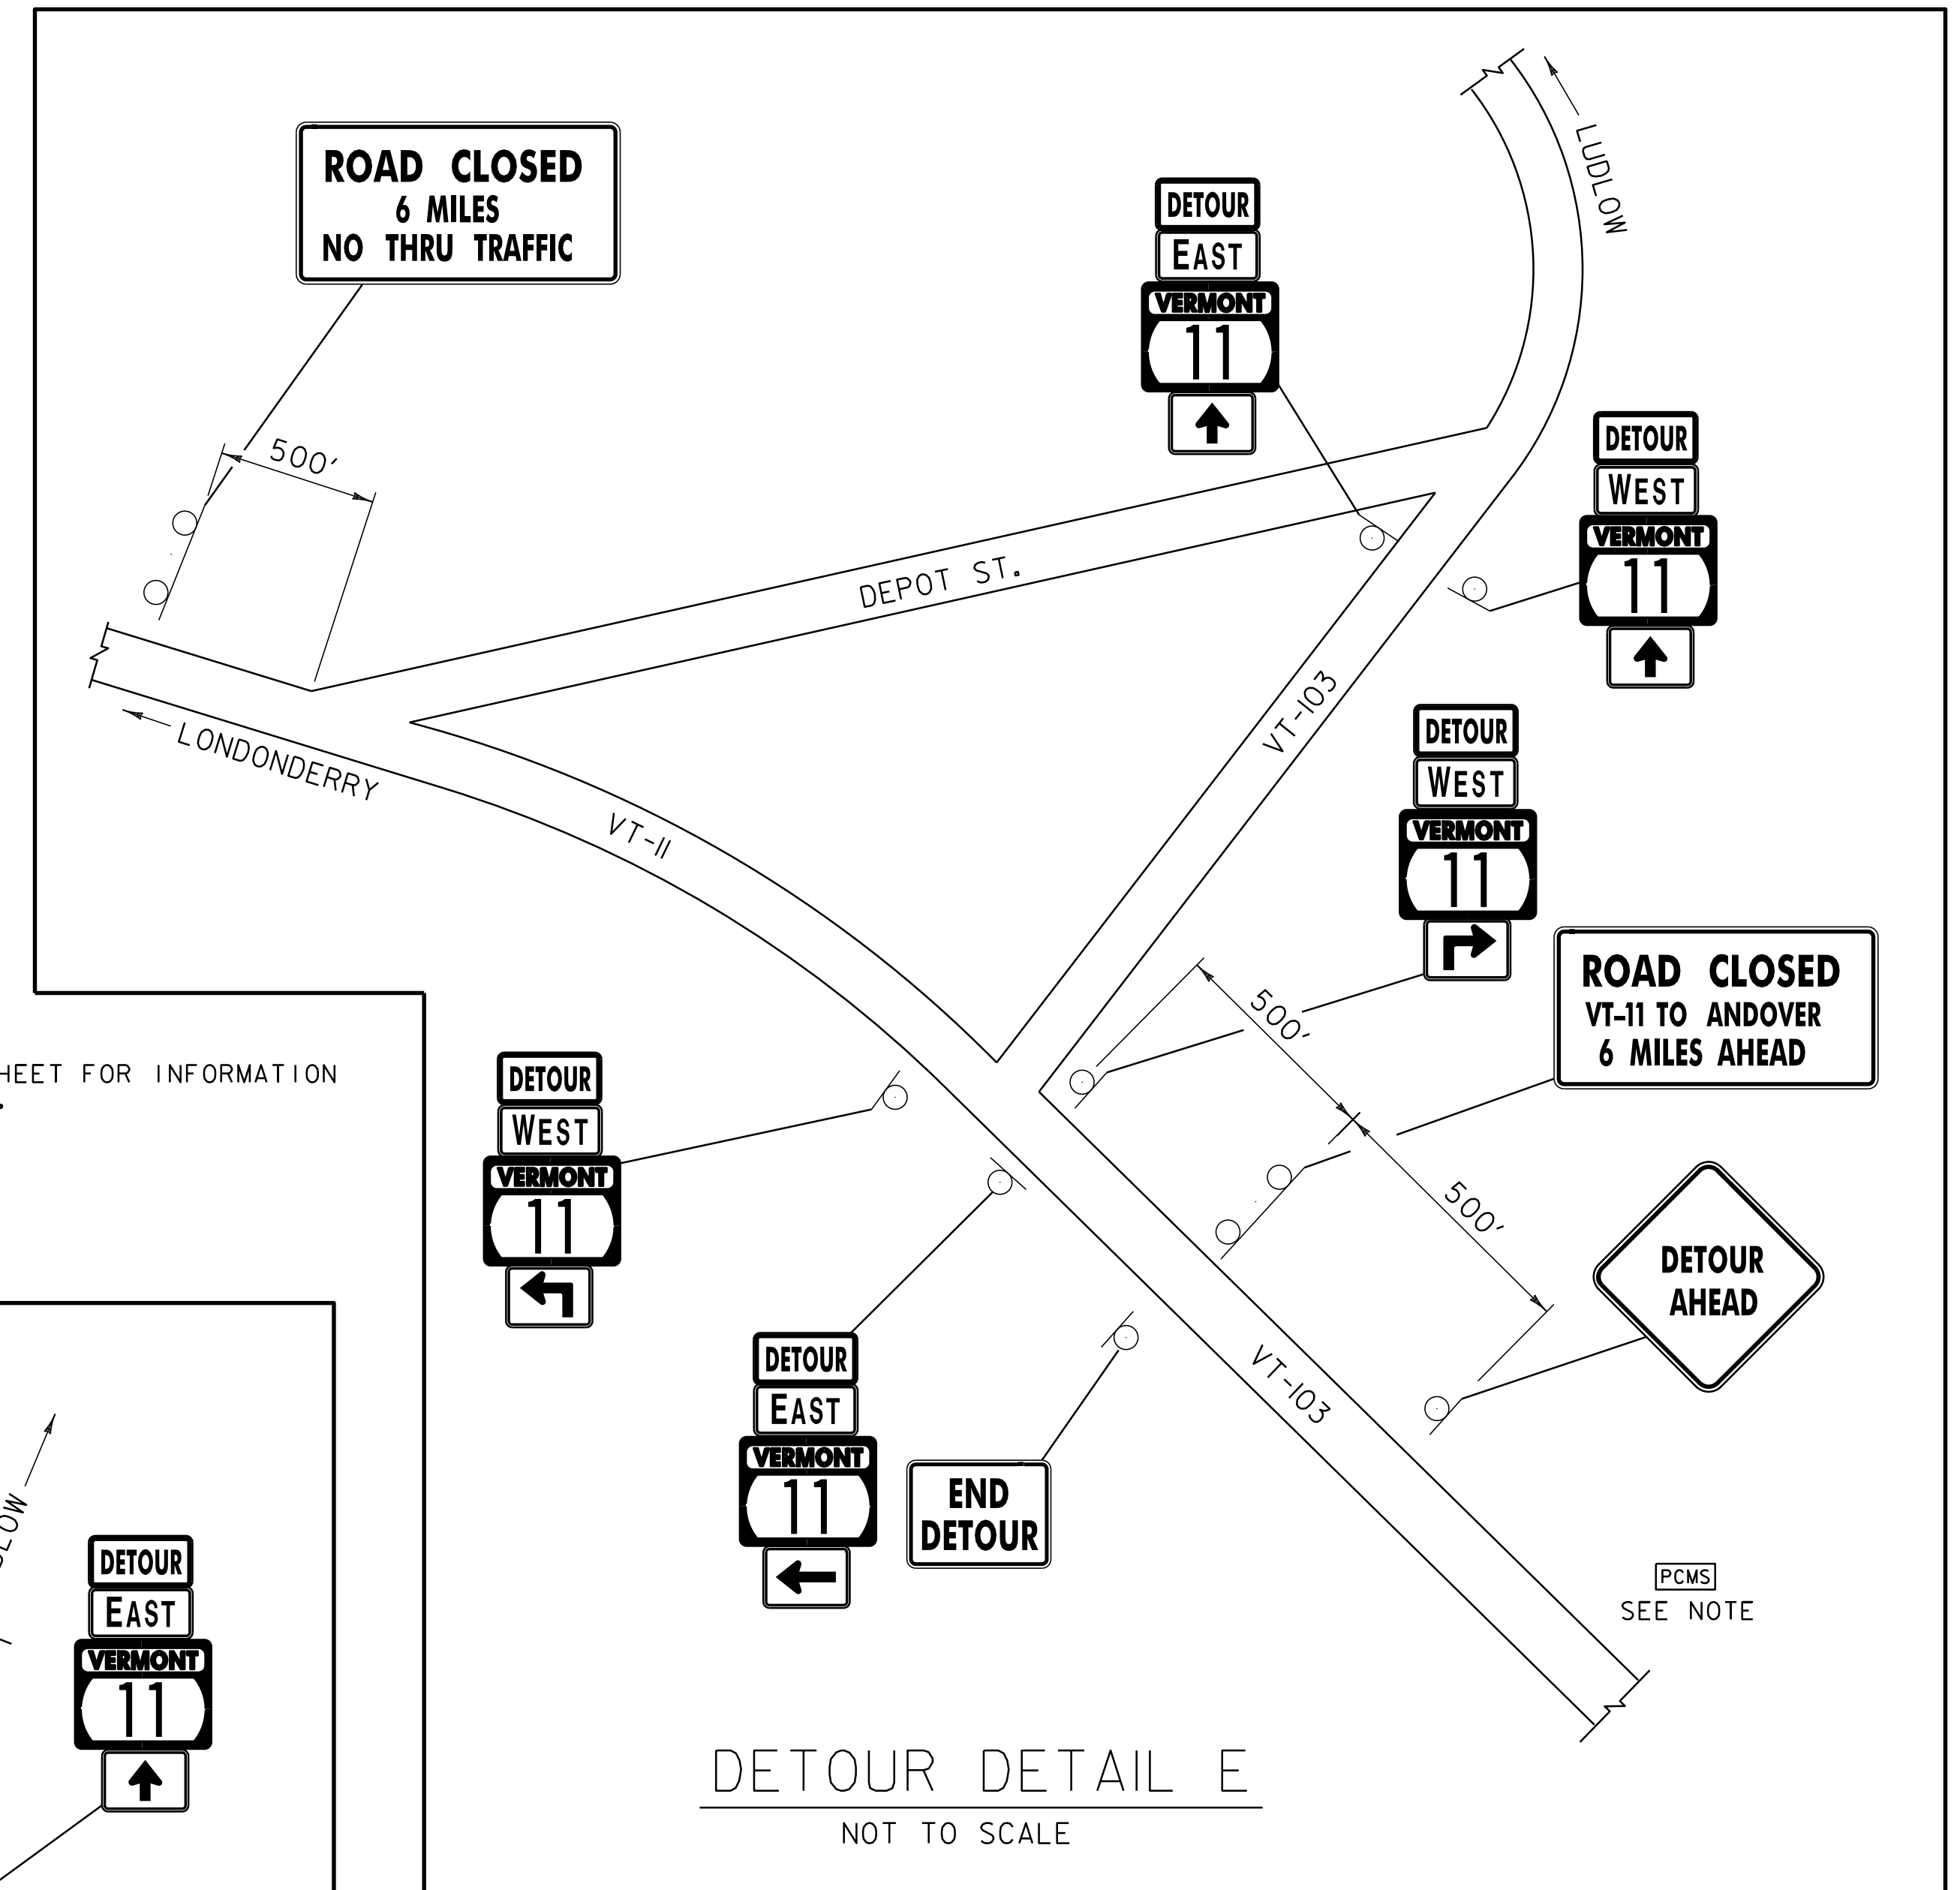 ROAD CLOSED
6 MILES
NO THRU TRAFFIC
500'
LUDLOW
DETOUR
EAST
VERMONT
11
DETOUR
WEST
VERMONT
11
DEPOT ST.
VT-103
LONDONDERRY
VT-11
DETOUR
WEST
VERMONT
11
500'
ROAD CLOSED
VT-11 TO ANDOVER
6 MILES AHEAD
HEET FOR INFORMATION
DETOUR
WEST
VERMONT
11
500'
DETOUR
AHEAD
VT-103
DETOUR
EAST
VERMONT
11
END
DETOUR
LOW
DETOUR
EAST
VERMONT
11
PCMS
SEE NOTE
DETOUR DETAIL E
NOT TO SCALE